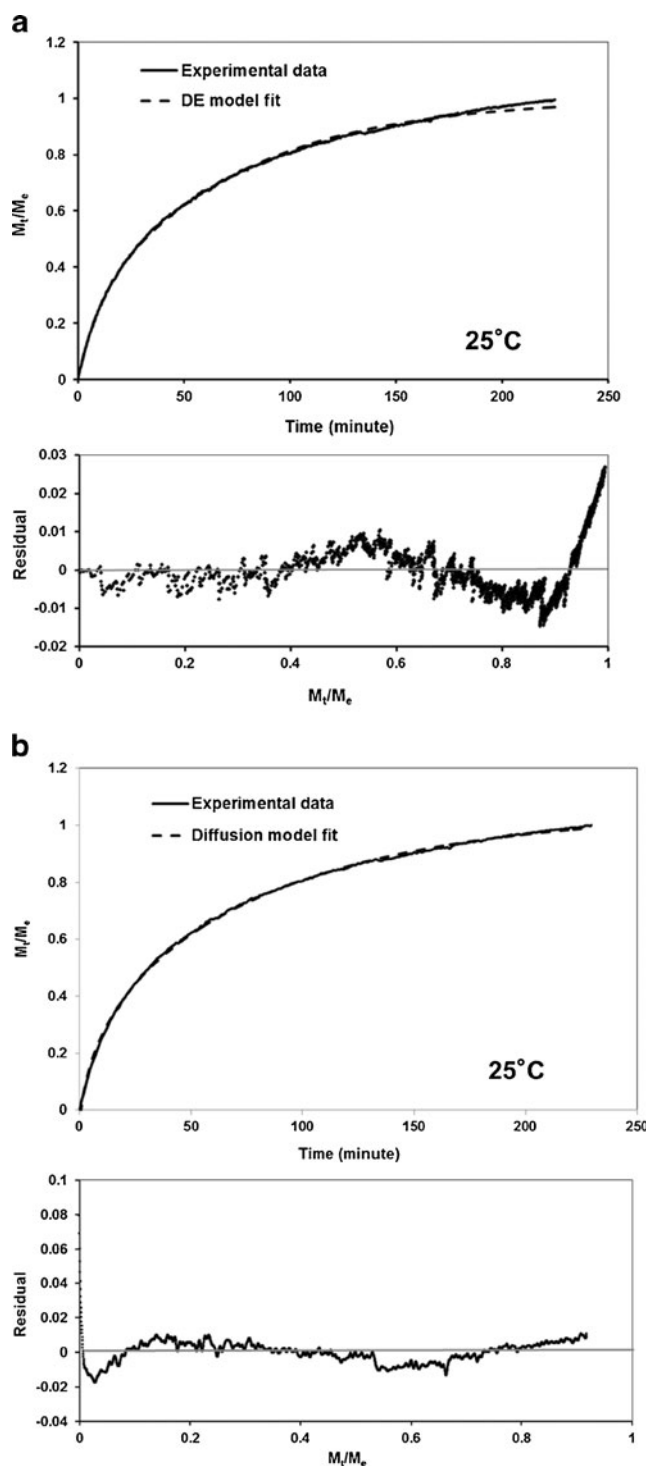 a
1.2
1
0.8
0.6
0.4
0.2
0
Mt/Me
Experimental data
DE model fit
25°C
0 50 100 150 200 250
Time (minute)
0.03
0.02
0.01
0
-0.01
-0.02
Residual
0 0.2 0.4 0.6 0.8 1
Mt/Me
b
1.2
1
0.8
0.6
0.4
0.2
0
Mt/Me
Experimental data
Diffusion model fit
25°C
0 50 100 150 200 250
Time (minute)
0.1
0.08
0.06
0.04
0.02
0
-0.02
-0.04
Residual
0 0.2 0.4 0.6 0.8 1
Mt/Me